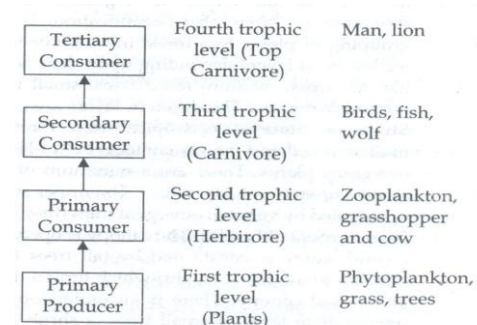 Tertiary
Consumer
Fourth trophic
level (Top
Carnivore)
Man, lion
Secondary
Consumer
Third trophic
level
(Carnivore)
Birds, fish,
wolf
Primary
Consumer
Second trophic
level
(Herbirore)
Zooplankton,
grasshopper
and cow
Primary
Producer
First trophic
level
(Plants)
Phytoplankton,
grass, trees